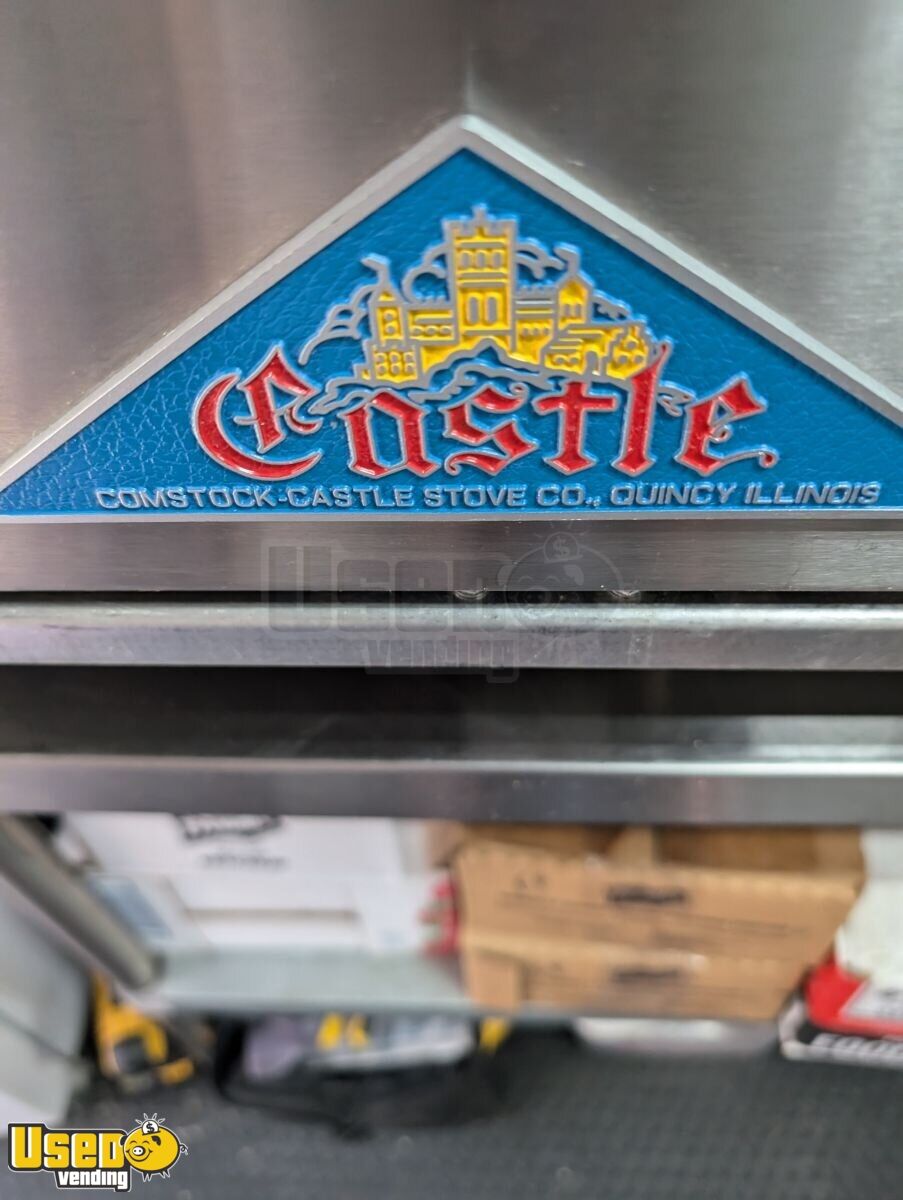 Castle
COMSTOCK-CASTLE STOVE CO., QUINCY ILLINOIS
USED
vending
USED
vending